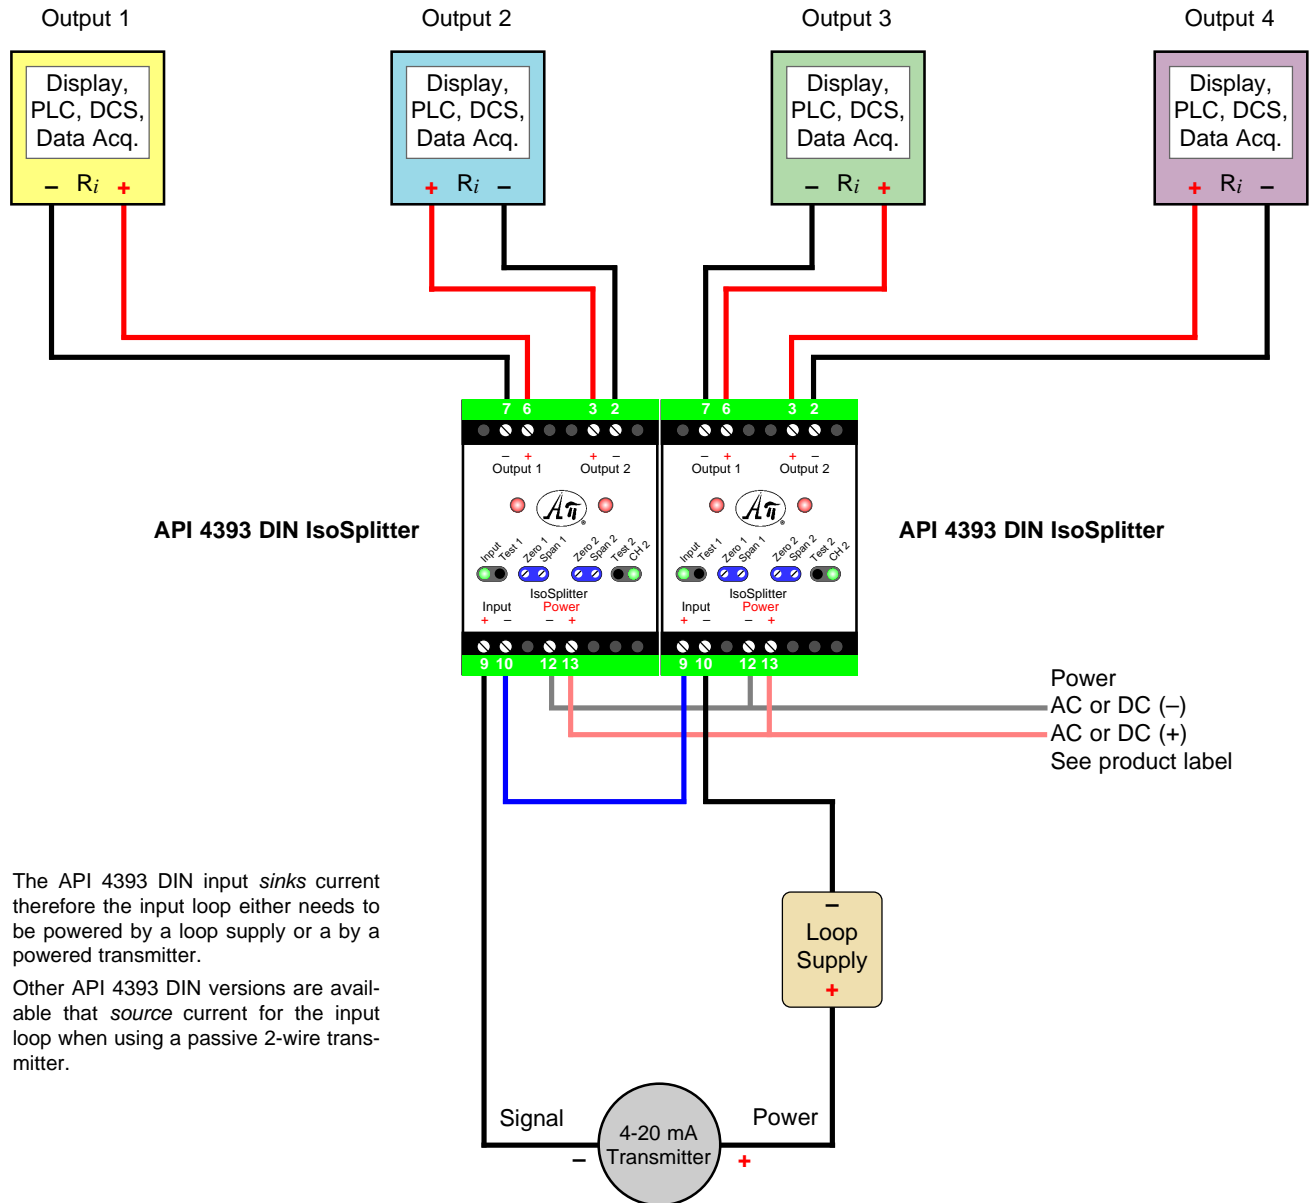 Output 1
Output 2
Output 3
Output 4
Display,
PLC, DCS,
Data Acq.
– Ri +
Display,
PLC, DCS,
Data Acq.
+ Ri –
Display,
PLC, DCS,
Data Acq.
– Ri +
Display,
PLC, DCS,
Data Acq.
+ Ri –
API 4393 DIN IsoSplitter
7 6 3 2
– + + –
Output 1 Output 2
Aπ ®
Input Test 1 Zero 1 Span 1 Zero 2 Span 2 Test 2 CH 2
IsoSplitter
Input Power
+ – – +
9 10 12 13
7 6 3 2
– + + –
Output 1 Output 2
Aπ ®
Input Test 1 Zero 1 Span 1 Zero 2 Span 2 Test 2 CH 2
IsoSplitter
Input Power
+ – – +
9 10 12 13
API 4393 DIN IsoSplitter
Power
AC or DC (–)
AC or DC (+)
See product label
The API 4393 DIN input sinks current
therefore the input loop either needs to
be powered by a loop supply or a by a
powered transmitter.
Other API 4393 DIN versions are avail-
able that source current for the input
loop when using a passive 2-wire trans-
mitter.
–
Loop
Supply
+
Signal
Power
4-20 mA
Transmitter
– +